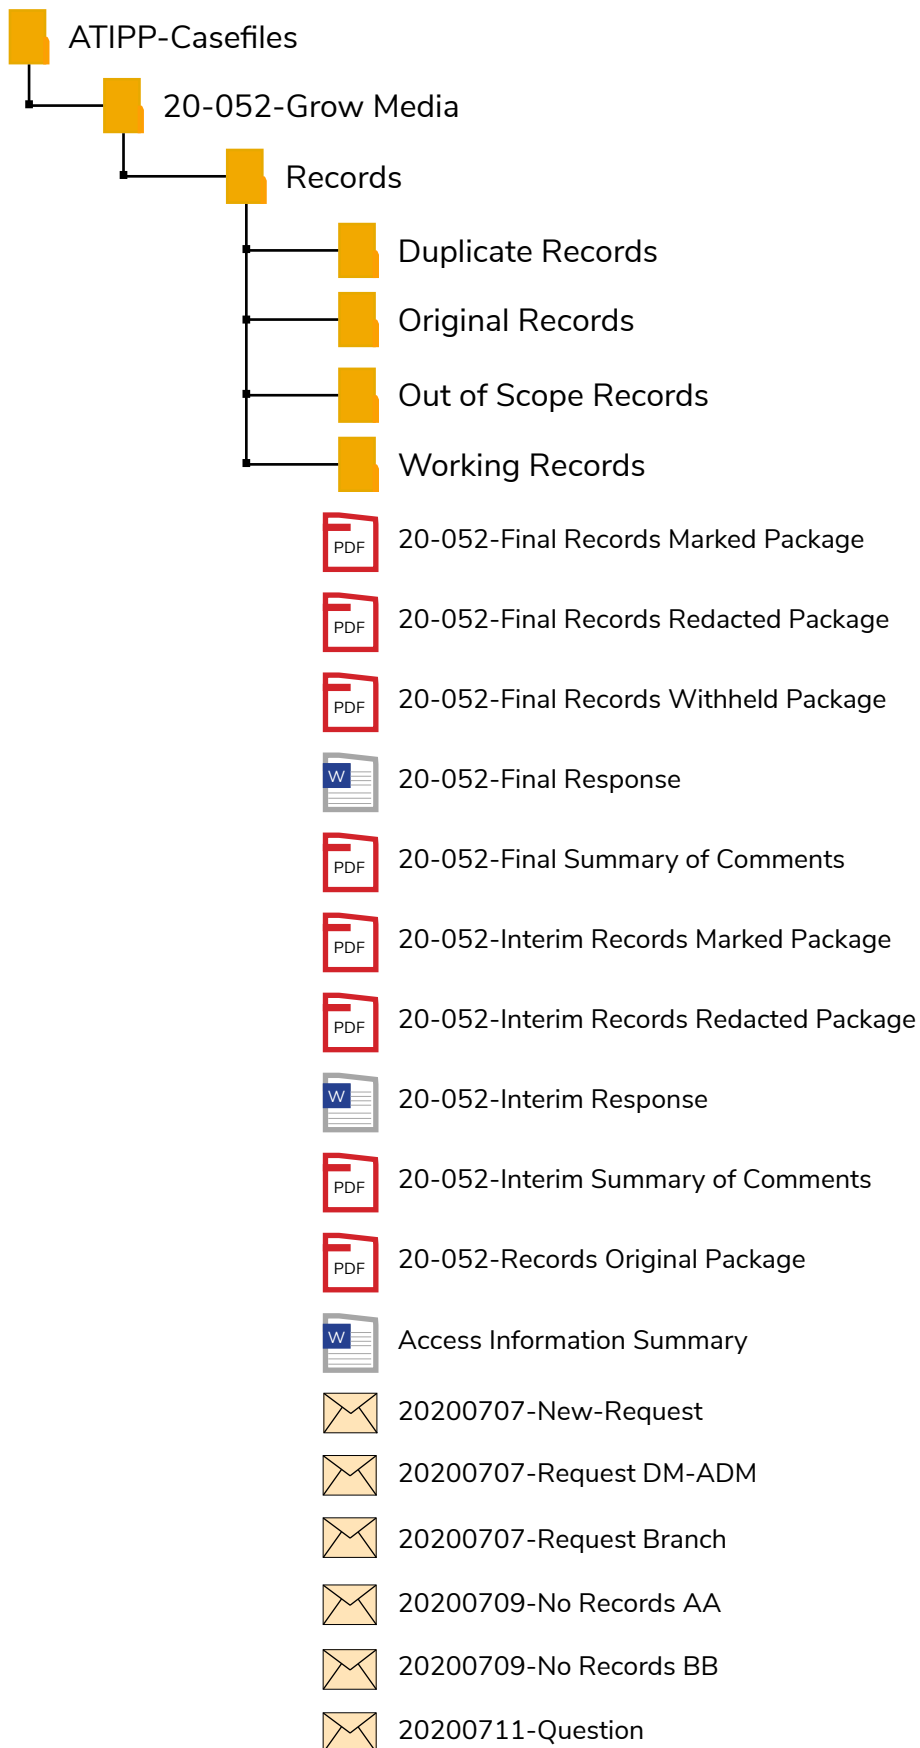 ATIPP-Casefiles
20-052-Grow Media
Records
Duplicate Records
Original Records
Out of Scope Records
Working Records
PDF 20-052-Final Records Marked Package
PDF 20-052-Final Records Redacted Package
PDF 20-052-Final Records Withheld Package
W 20-052-Final Response
PDF 20-052-Final Summary of Comments
PDF 20-052-Interim Records Marked Package
PDF 20-052-Interim Records Redacted Package
W 20-052-Interim Response
PDF 20-052-Interim Summary of Comments
PDF 20-052-Records Original Package
W Access Information Summary
20200707-New-Request
20200707-Request DM-ADM
20200707-Request Branch
20200709-No Records AA
20200709-No Records BB
20200711-Question